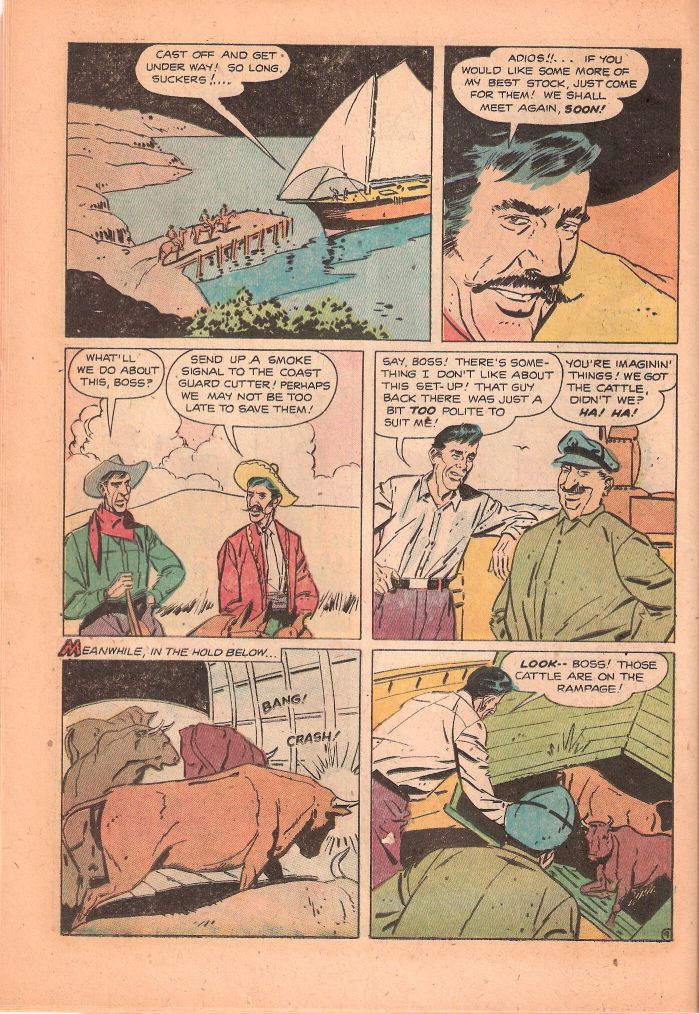 CAST OFF AND GET
UNDER WAY! SO LONG,
SUCKERS!....
ADIOS!!... IF YOU
WOULD LIKE SOME MORE OF
MY BEST STOCK, JUST COME
FOR THEM! WE SHALL
MEET AGAIN, SOON!
WHAT'LL
WE DO ABOUT
THIS, BOSS?
SEND UP A SMOKE
SIGNAL TO THE COAST
GUARD CUTTER! PERHAPS
WE MAY NOT BE TOO
LATE TO SAVE THEM!
SAY, BOSS! THERE'S SOME-
THING I DON'T LIKE ABOUT
THIS SET-UP! THAT GUY
BACK THERE WAS JUST A
BIT TOO POLITE TO
SUIT ME!
YOU'RE IMAGININ'
THINGS! WE GOT
THE CATTLE,
DIDN'T WE?
HA! HA!
MEANWHILE, IN THE HOLD BELOW...
BANG!
CRASH!
LOOK-- BOSS! THOSE
CATTLE ARE ON THE
RAMPAGE!